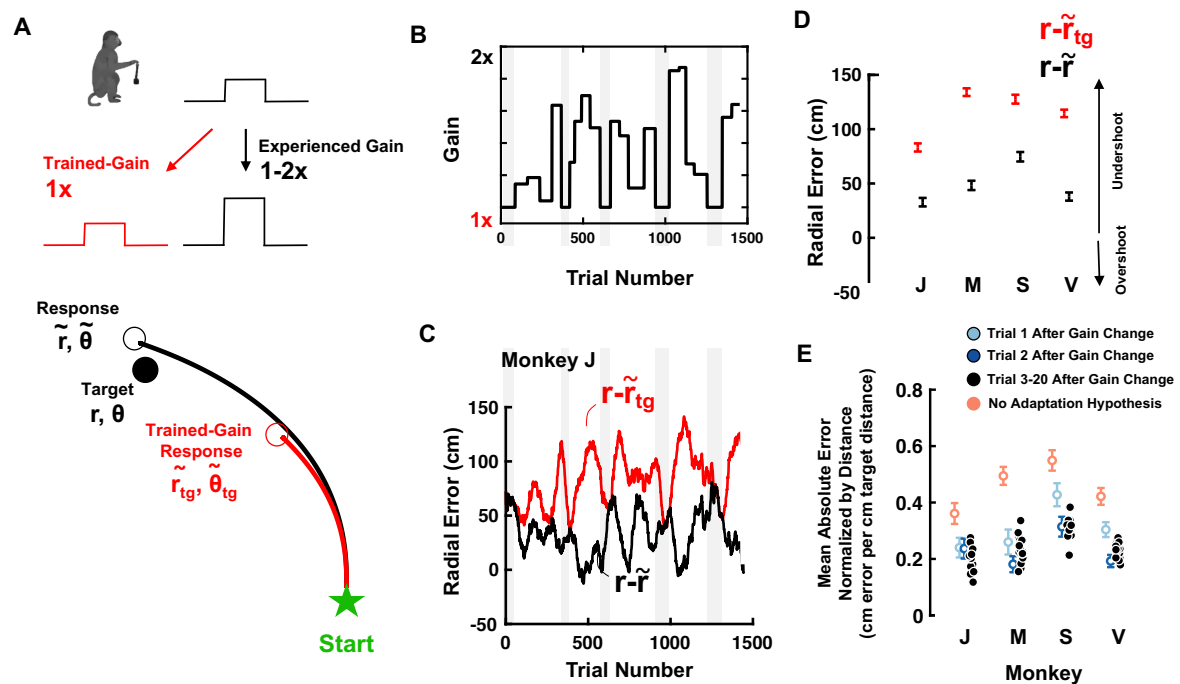 A
Trained-Gain
1x
Experienced Gain
1-2x
Response
r̃, θ̃
Target
r, θ
Trained-Gain
Response
r̃tg, θ̃tg
Start
B
2x
Gain
1x
0
500
1000
1500
Trial Number
C
Monkey J
r-r̃tg
150
100
50
0
-50
Radial Error (cm)
r-r̃
0
500
1000
1500
Trial Number
D
r-r̃tg
r-r̃
150
100
50
0
-50
Radial Error (cm)
J M S V
Undershoot
Overshoot
E
Trial 1 After Gain Change
Trial 2 After Gain Change
Trial 3-20 After Gain Change
No Adaptation Hypothesis
Mean Absolute Error
Normalized by Distance
(cm error per cm target distance)
0.8
0.6
0.4
0.2
0
J M S V
Monkey